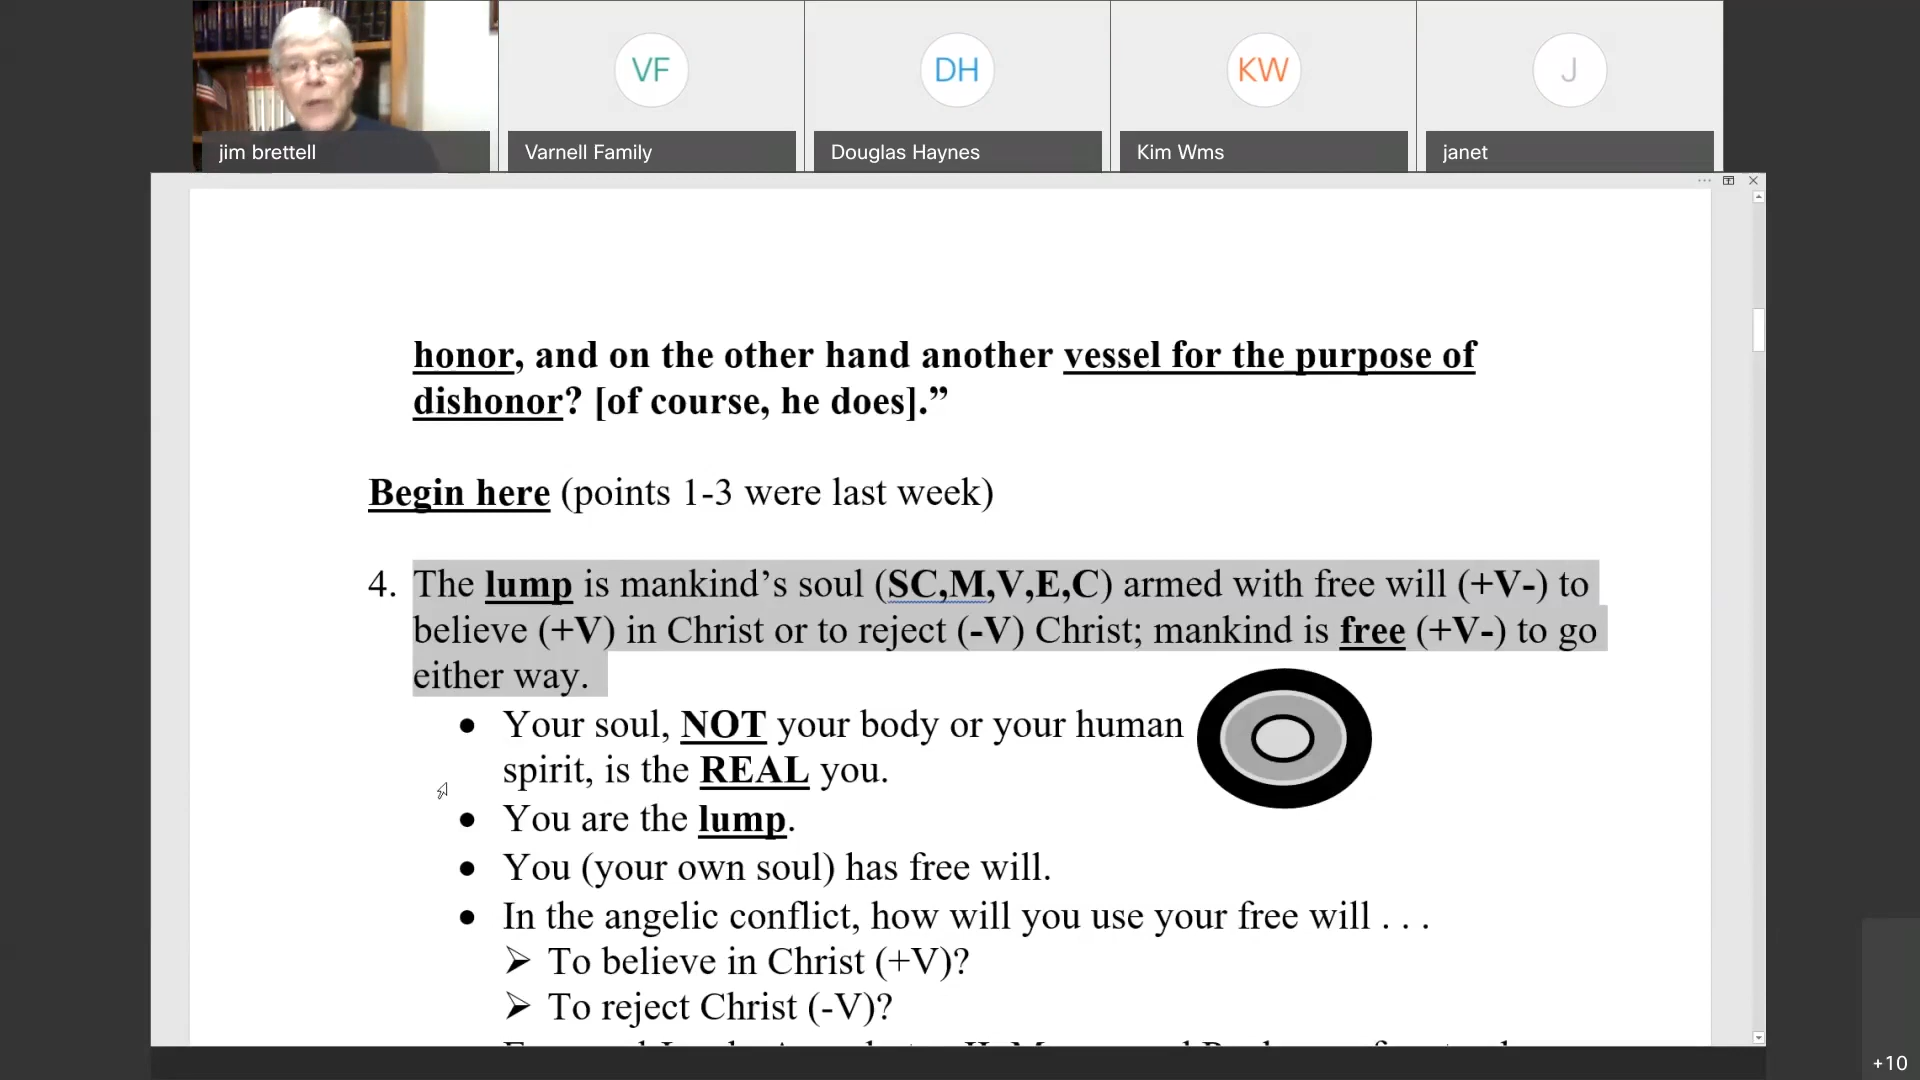 VF
DH
KW
J
jim brettell
Varnell Family
Douglas Haynes
Kim Wms
janet
honor, and on the other hand another vessel for the purpose of
dishonor? [of course, he does].”
Begin here (points 1-3 were last week)
4. The lump is mankind’s soul (SC,M,V,E,C) armed with free will (+V-) to
believe (+V) in Christ or to reject (-V) Christ; mankind is free (+V-) to go
either way.
• Your soul, NOT your body or your human
spirit, is the REAL you.
• You are the lump.
• You (your own soul) has free will.
• In the angelic conflict, how will you use your free will . . .
➢ To believe in Christ (+V)?
➢ To reject Christ (-V)?
+10